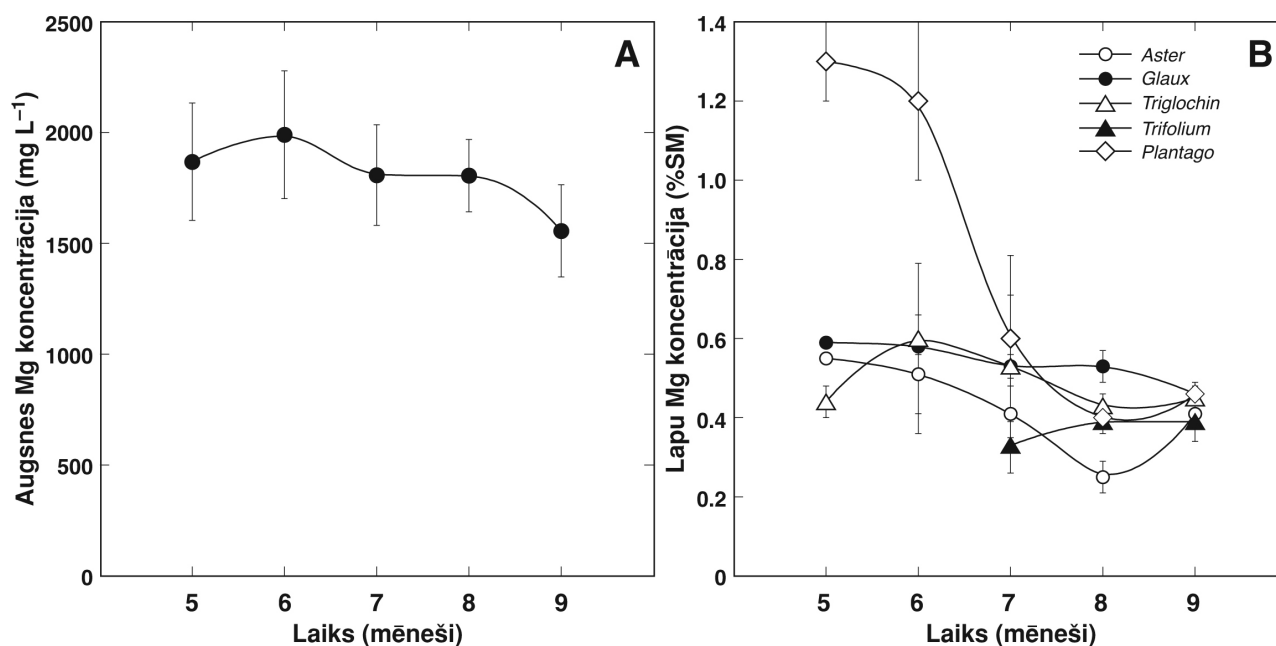 A
Augsnes Mg koncentrācija (mg L⁻¹)
2500
2000
1500
1000
500
0
5 6 7 8 9
Laiks (mēneši)
B
Lapu Mg koncentrācija (%SM)
1.4
1.2
1.0
0.8
0.6
0.4
0.2
0
Aster
Glaux
Triglochin
Trifolium
Plantago
5 6 7 8 9
Laiks (mēneši)